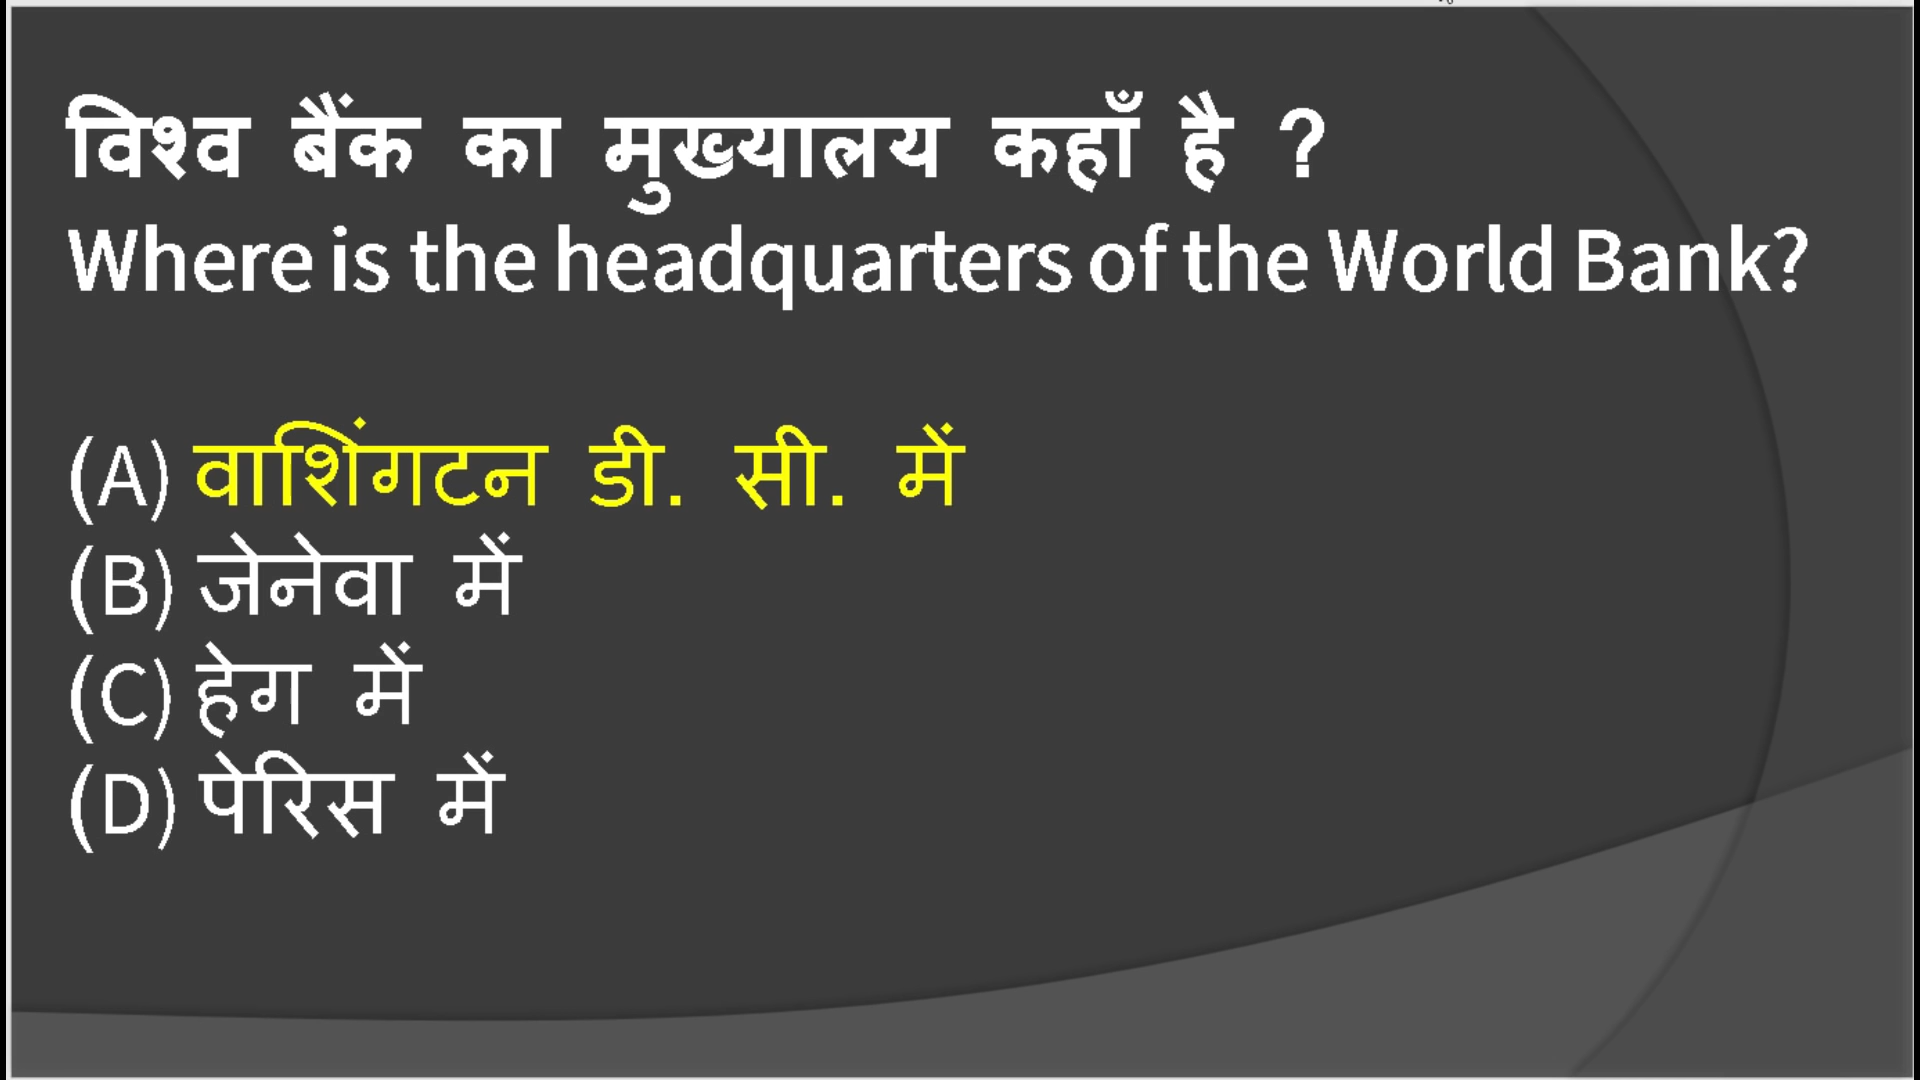 विश्व बैंक का मुख्यालय कहाँ है ?
Where is the headquarters of the World Bank?
(A) वाशिंगटन डी. सी. में
(B) जेनेवा में
(C) हेग में
(D) पेरिस में